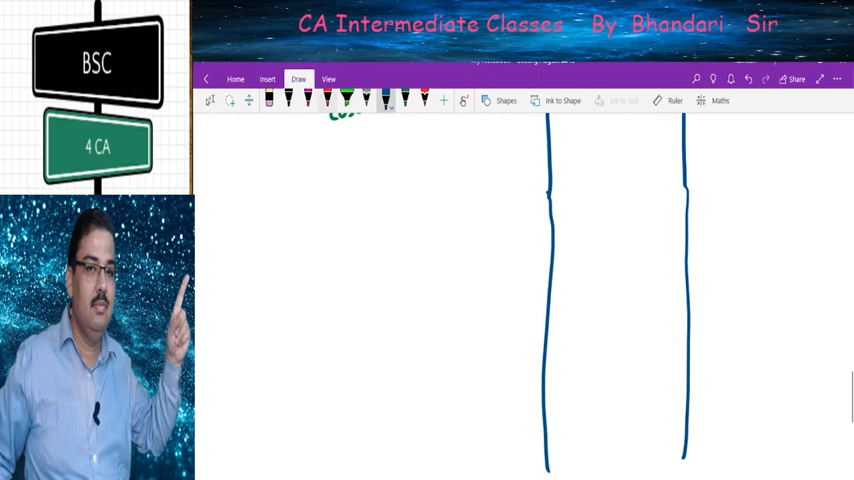 CA Intermediate Classes By Bhandari Sir
BSC
4 CA
Home Insert Draw View
Share
Shapes Ink to Shape Ink to Text Ruler Maths